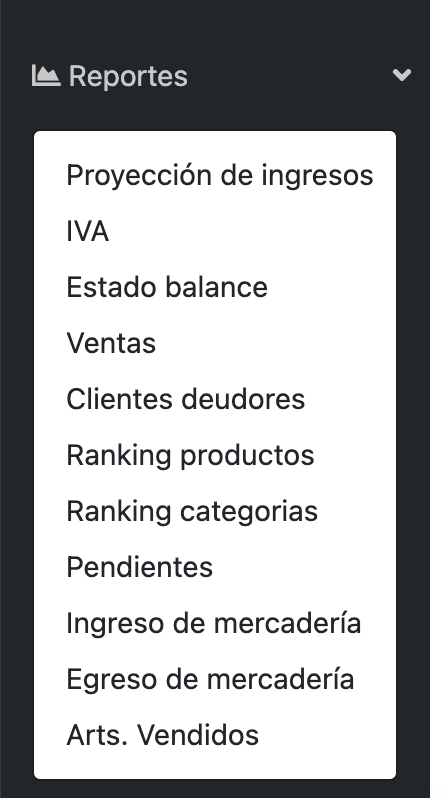 Reportes
Proyección de ingresos
IVA
Estado balance
Ventas
Clientes deudores
Ranking productos
Ranking categorias
Pendientes
Ingreso de mercadería
Egreso de mercadería
Arts. Vendidos